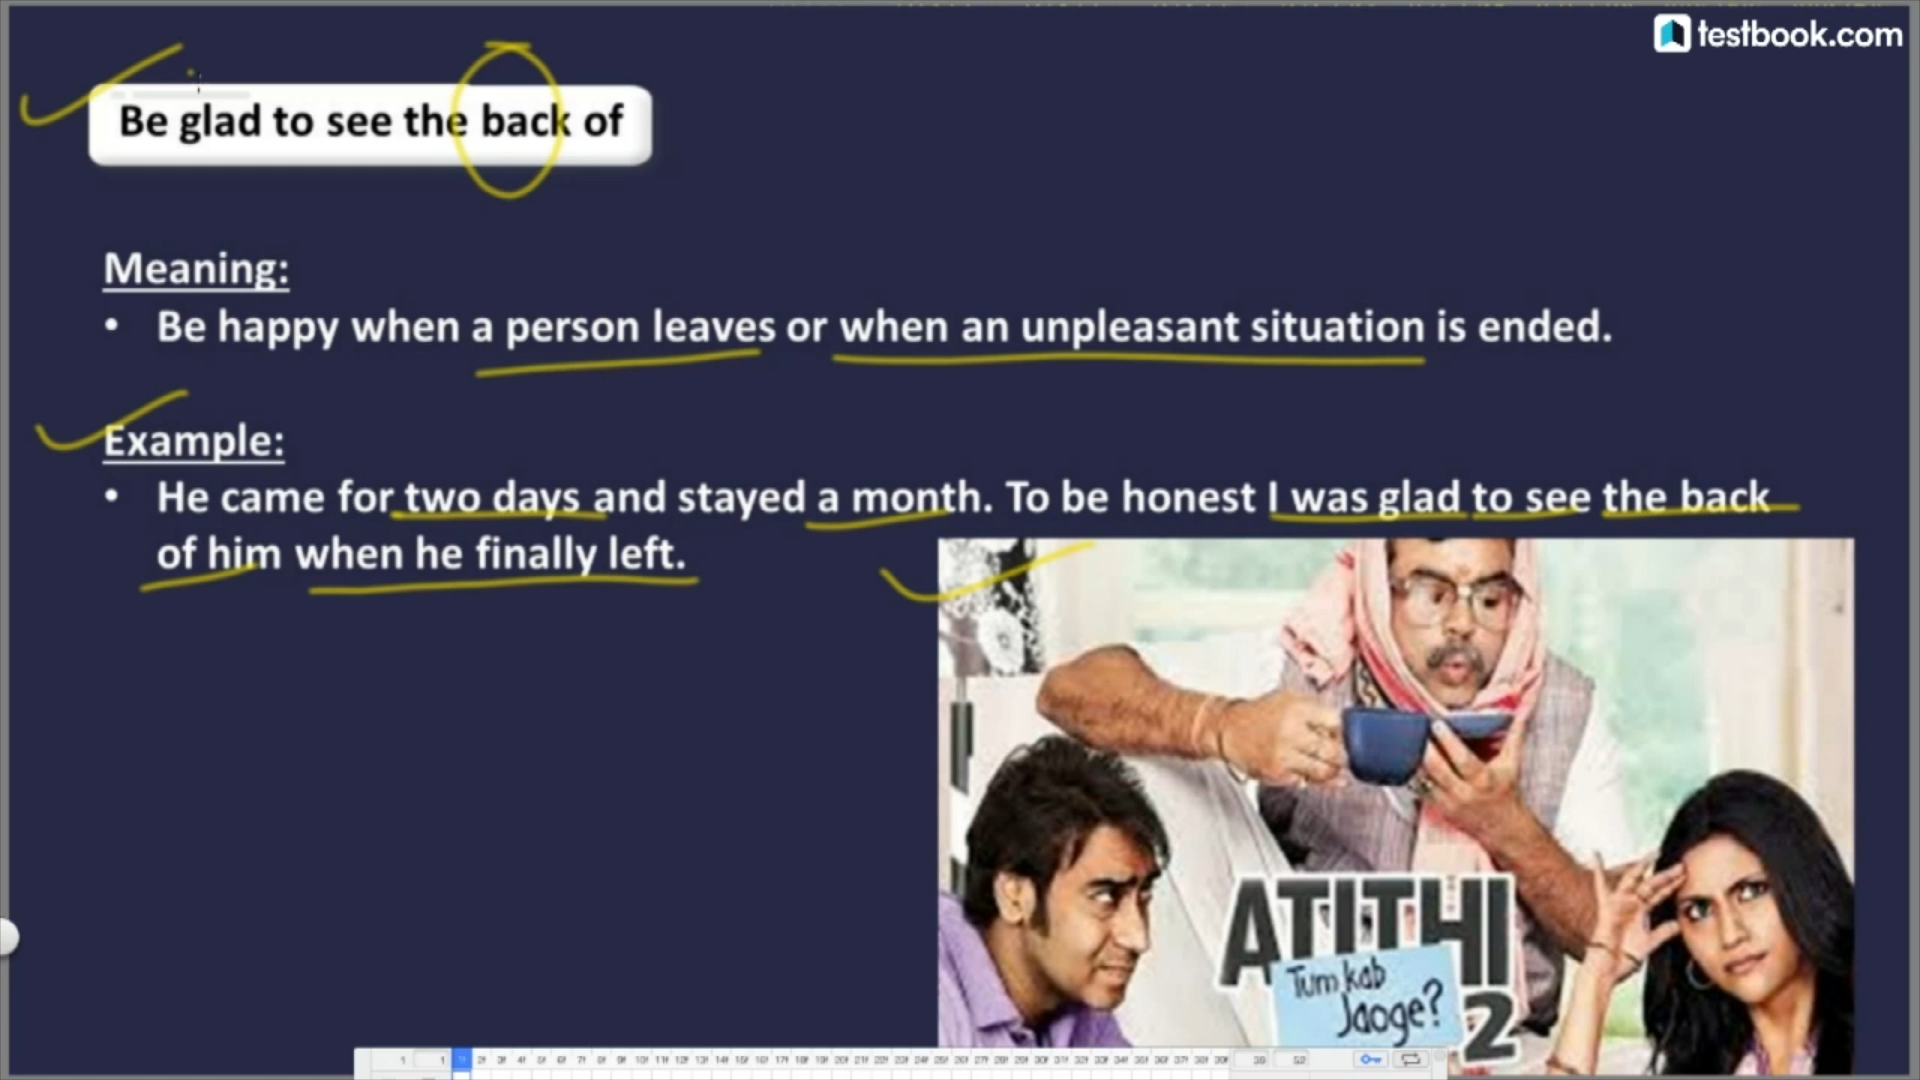 testbook.com
Be glad to see the back of
Meaning:
• Be happy when a person leaves or when an unpleasant situation is ended.
Example:
• He came for two days and stayed a month. To be honest I was glad to see the back
of him when he finally left.
ATITHI
Tum kab
Jaoge?
2